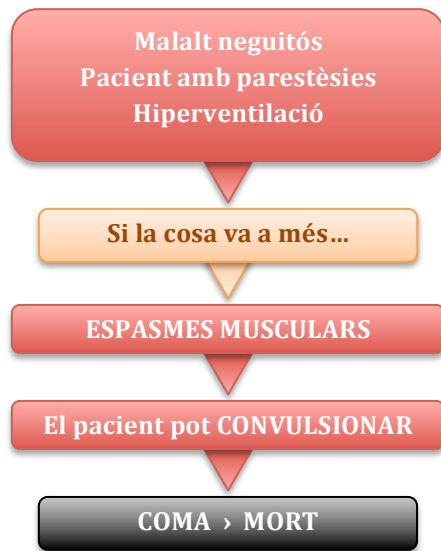 Malalt neguitós
Pacient amb parestèsies
Hiperventilació
Si la cosa va a més…
ESPASMES MUSCULARS
El pacient pot CONVULSIONAR
COMA › MORT